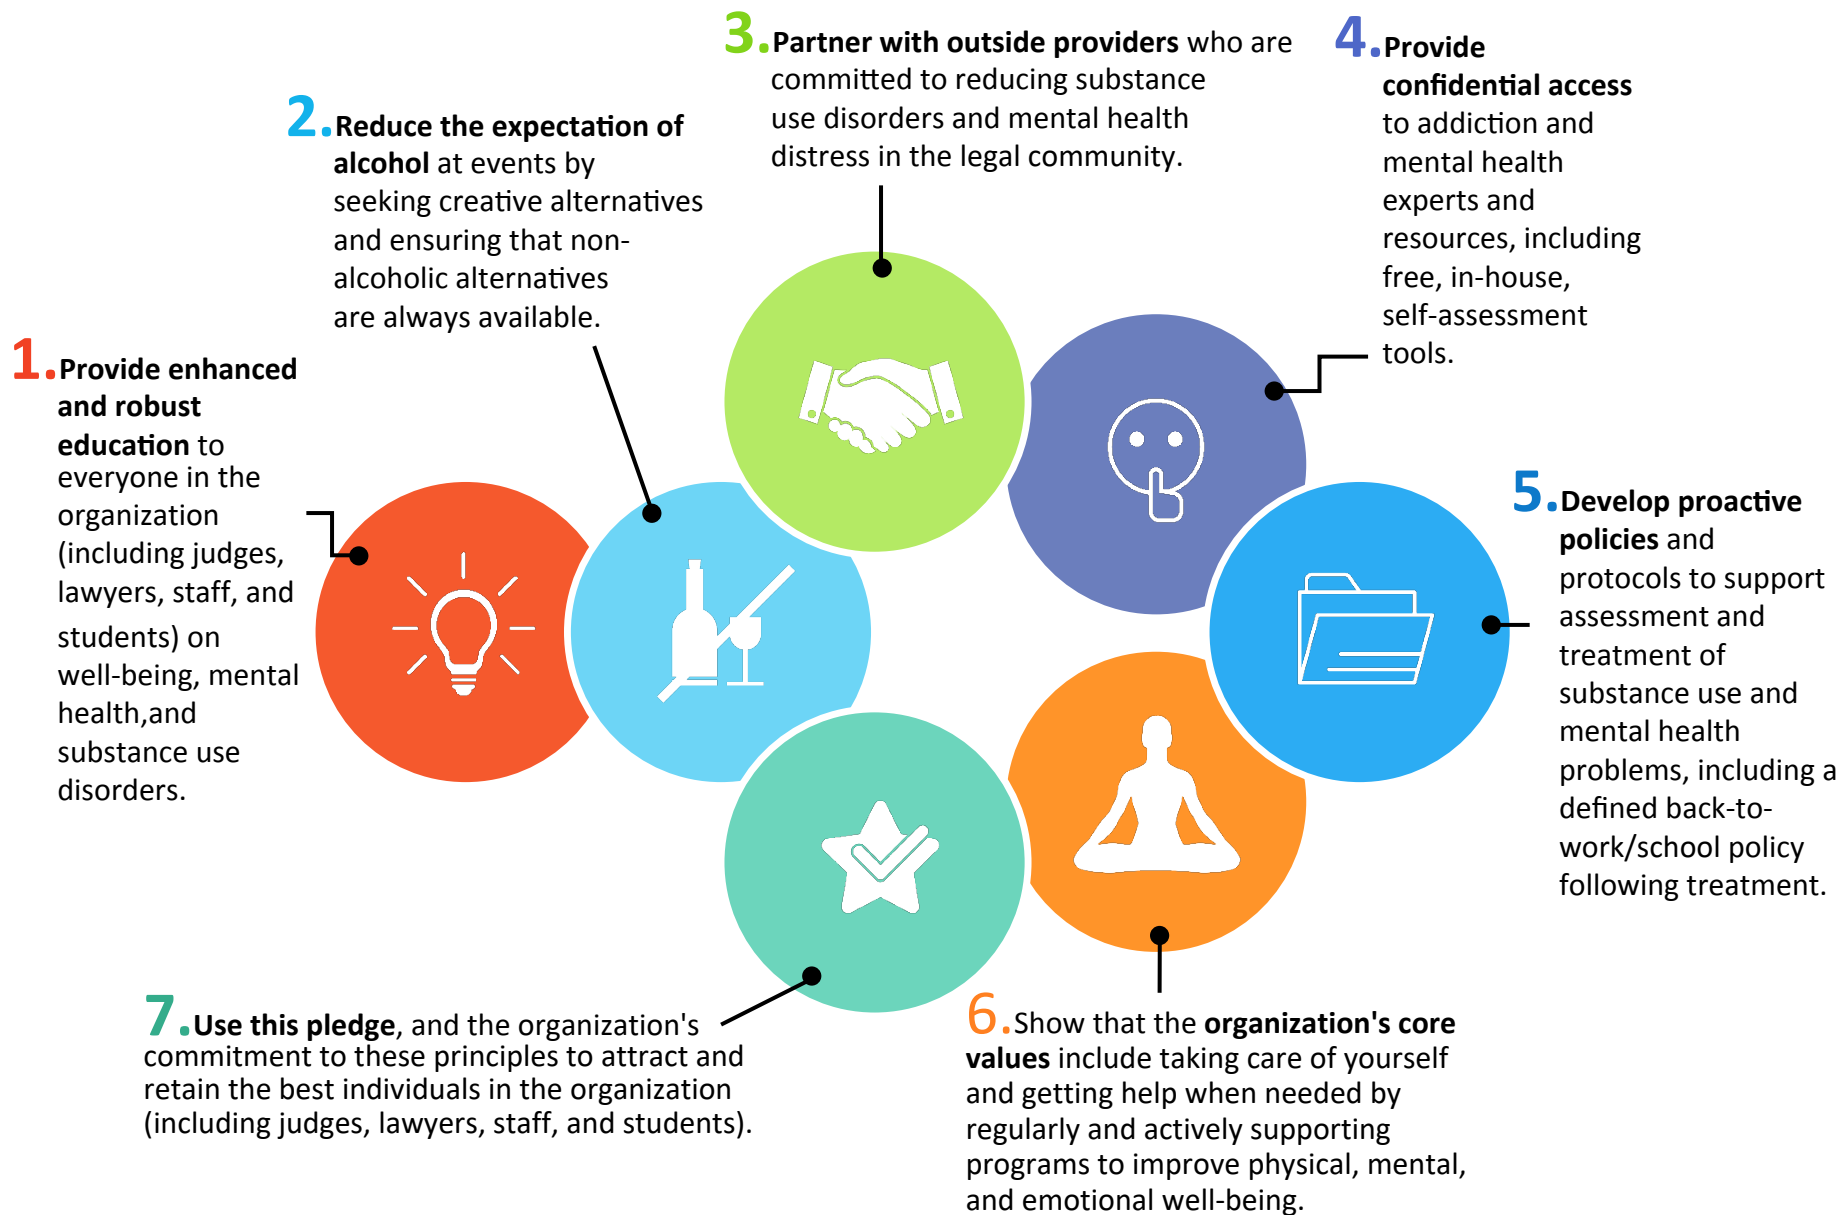 1.Provide enhanced
and robust
education to
everyone in the
organization
(including judges,
lawyers, staff, and
students) on
well-being, mental
health,and
substance use
disorders.
2.Reduce the expectation of
alcohol at events by
seeking creative alternatives
and ensuring that non-
alcoholic alternatives
are always available.
3.Partner with outside providers who are
committed to reducing substance
use disorders and mental health
distress in the legal community.
4.Provide
confidential access
to addiction and
mental health
experts and
resources, including
free, in-house,
self-assessment
tools.
5.Develop proactive
policies and
protocols to support
assessment and
treatment of
substance use and
mental health
problems, including a
defined back-to-
work/school policy
following treatment.
6.Show that the organization's core
values include taking care of yourself
and getting help when needed by
regularly and actively supporting
programs to improve physical, mental,
and emotional well-being.
7.Use this pledge, and the organization's
commitment to these principles to attract and
retain the best individuals in the organization
(including judges, lawyers, staff, and students).